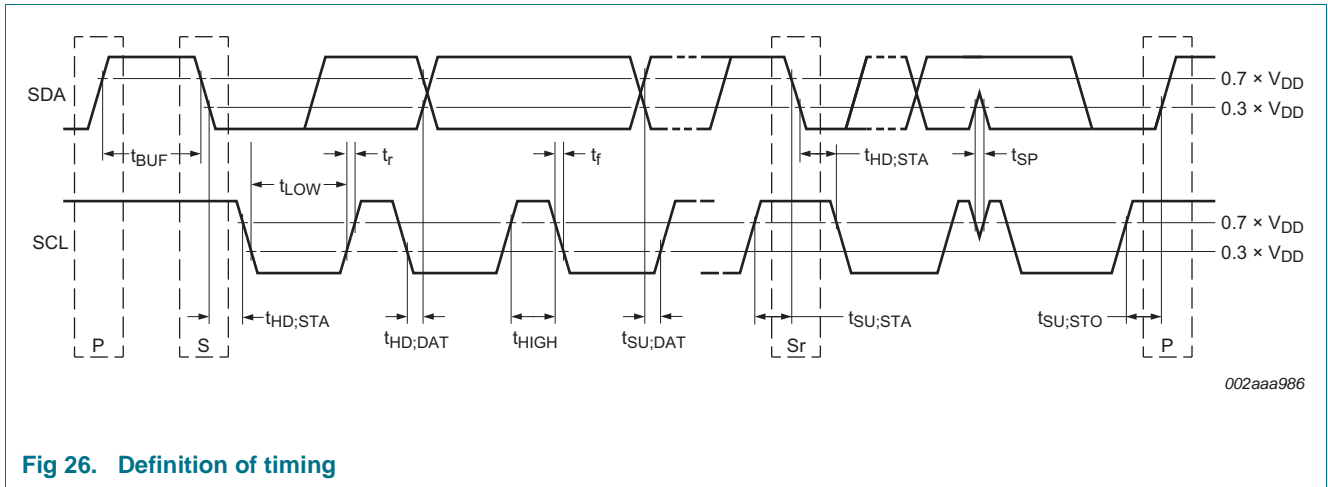 SDA
0.7 × VDD
0.3 × VDD
tBUF
tLOW
tr
tf
tHD;STA
tSP
SCL
0.7 × VDD
0.3 × VDD
tHD;STA
tHD;DAT
tHIGH
tSU;DAT
tSU;STA
tSU;STO
P
S
Sr
P
002aaa986
Fig 26. Definition of timing